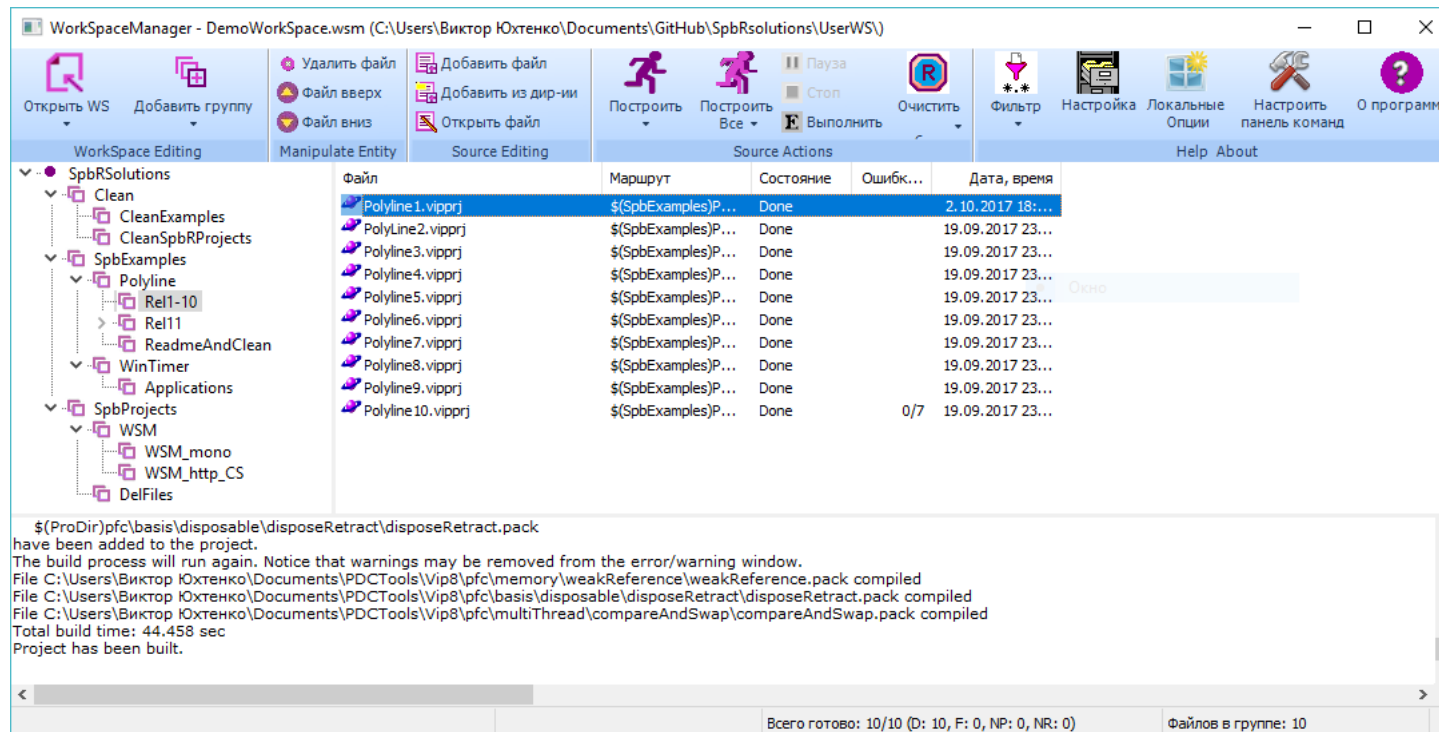 WorkSpaceManager - DemoWorkSpace.wsm (C:\Users\Виктор Юхтенко\Documents\GitHub\SpbRsolutions\UserWS\)
Открыть WS
Добавить группу
Удалить файл
Файл вверх
Файл вниз
Добавить файл
Добавить из дир-ии
Открыть файл
Построить
Построить Все
Пауза
Стоп
E Выполнить
R
Очистить
*.*
Фильтр
Настройка
Локальные Опции
Настроить панель команд
?
О программ
WorkSpace Editing
Manipulate Entity
Source Editing
Source Actions
Help About
SpbRSolutions
Clean
CleanExamples
CleanSpbRProjects
SpbExamples
Polyline
Rel1-10
Rel11
ReadmeAndClean
WinTimer
Applications
SpbProjects
WSM
WSM_mono
WSM_http_CS
DelFiles
Файл Маршрут Состояние Ошибк... Дата, время
Polyline1.vipprj $(SpbExamples)P... Done 2.10.2017 18:...
PolyLine2.vipprj $(SpbExamples)P... Done 19.09.2017 23...
Polyline3.vipprj $(SpbExamples)P... Done 19.09.2017 23...
Polyline4.vipprj $(SpbExamples)P... Done 19.09.2017 23...
Polyline5.vipprj $(SpbExamples)P... Done 19.09.2017 23...
Polyline6.vipprj $(SpbExamples)P... Done 19.09.2017 23...
Polyline7.vipprj $(SpbExamples)P... Done 19.09.2017 23...
Polyline8.vipprj $(SpbExamples)P... Done 19.09.2017 23...
Polyline9.vipprj $(SpbExamples)P... Done 19.09.2017 23...
Polyline10.vipprj $(SpbExamples)P... Done 0/7 19.09.2017 23...
Окно
$(ProDir)pfc\basis\disposable\disposeRetract\disposeRetract.pack
have been added to the project.
The build process will run again. Notice that warnings may be removed from the error/warning window.
File C:\Users\Виктор Юхтенко\Documents\PDCTools\Vip8\pfc\memory\weakReference\weakReference.pack compiled
File C:\Users\Виктор Юхтенко\Documents\PDCTools\Vip8\pfc\basis\disposable\disposeRetract\disposeRetract.pack compiled
File C:\Users\Виктор Юхтенко\Documents\PDCTools\Vip8\pfc\multiThread\compareAndSwap\compareAndSwap.pack compiled
Total build time: 44.458 sec
Project has been built.
Всего готово: 10/10 (D: 10, F: 0, NP: 0, NR: 0)
Файлов в группе: 10